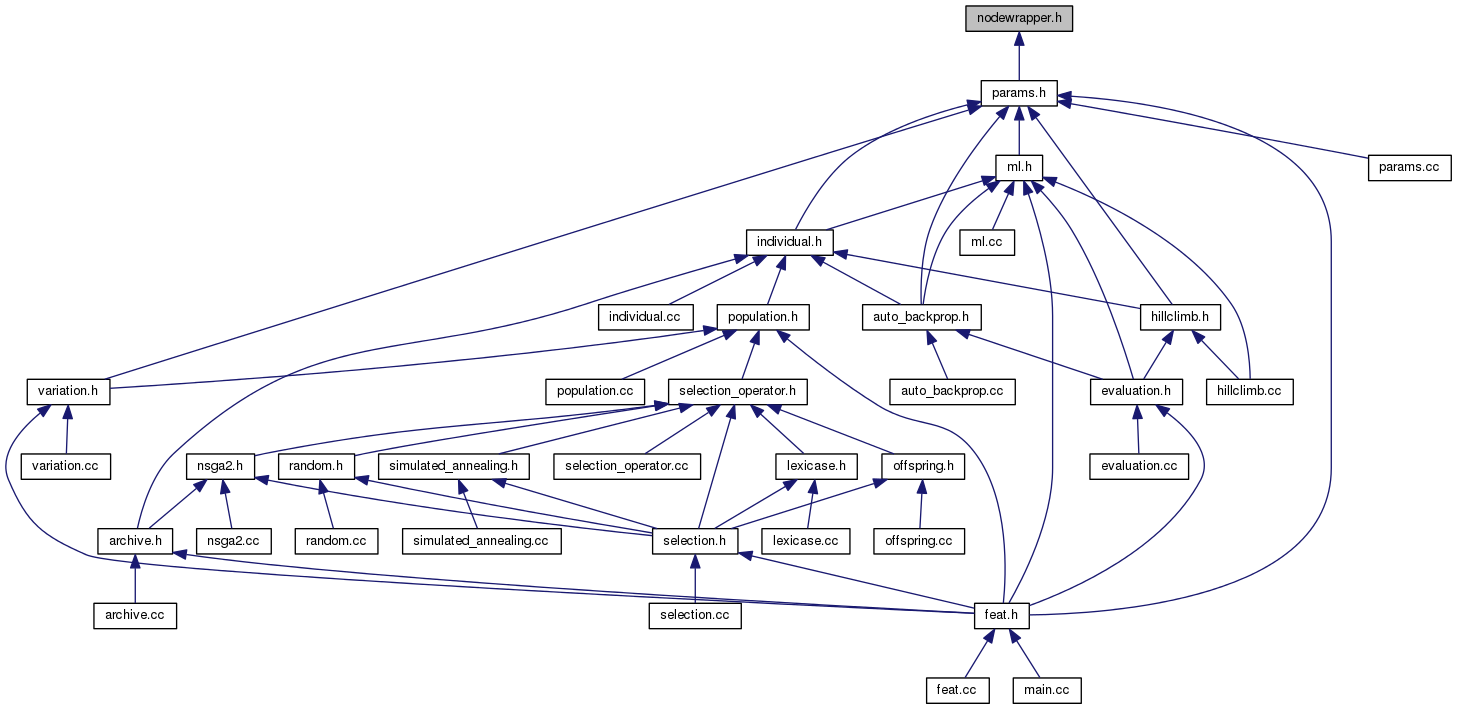 nodewrapper.h
params.h
ml.h
params.cc
individual.h
ml.cc
individual.cc
population.h
auto_backprop.h
hillclimb.h
variation.h
population.cc
selection_operator.h
auto_backprop.cc
evaluation.h
hillclimb.cc
variation.cc
nsga2.h
random.h
simulated_annealing.h
selection_operator.cc
lexicase.h
offspring.h
evaluation.cc
archive.h
nsga2.cc
random.cc
simulated_annealing.cc
selection.h
lexicase.cc
offspring.cc
archive.cc
selection.cc
feat.h
feat.cc
main.cc